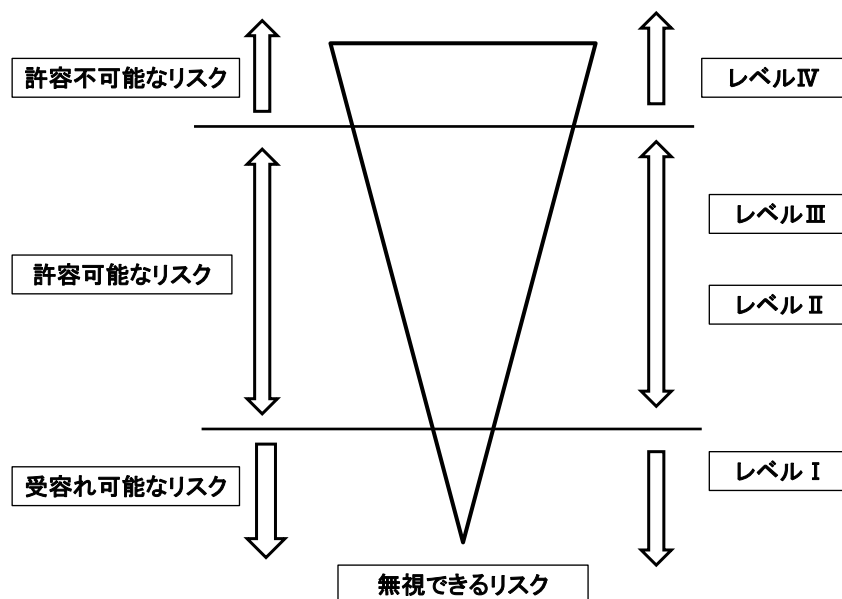 許容不可能なリスク
レベルⅣ
レベルⅢ
許容可能なリスク
レベルⅡ
受容れ可能なリスク
レベルⅠ
無視できるリスク